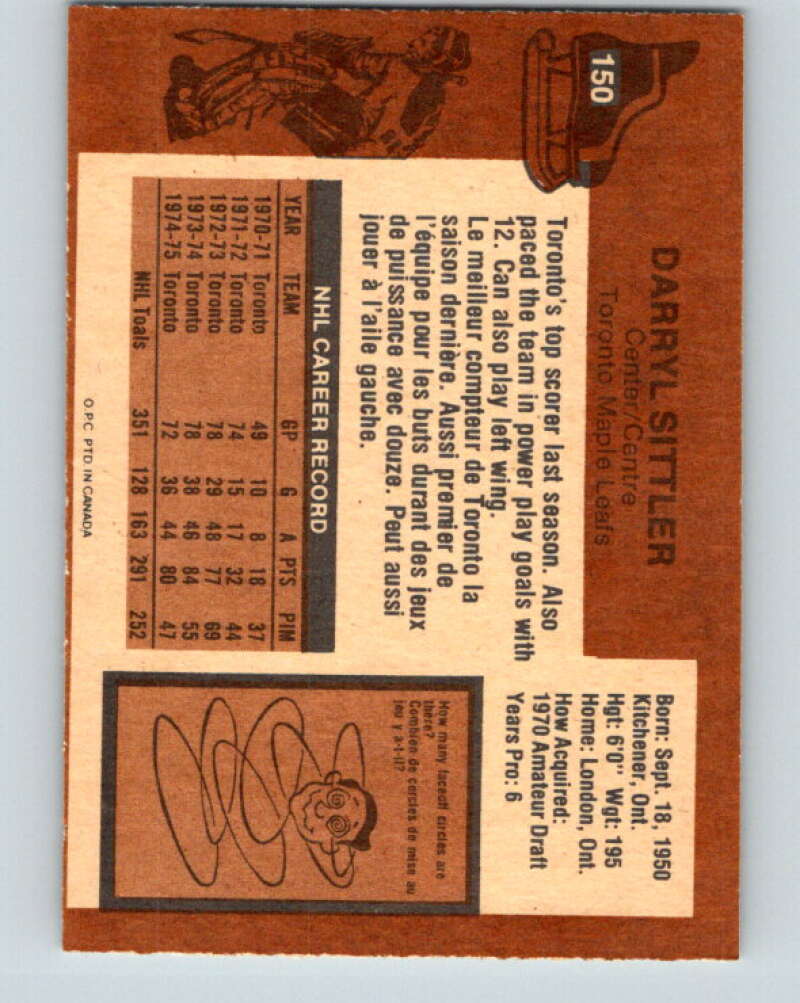 150
DARRYL SITTLER
Center/Centre
Toronto Maple Leafs
Born: Sept. 18, 1950
Kitchener, Ont.
Hgt: 6'0" Wgt: 195
Home: London, Ont.
How Acquired:
1970 Amateur Draft
Years Pro: 6
Toronto's top scorer last season. Also
paced the team in power play goals with
12. Can also play left wing.
Le meilleur compteur de Toronto la
saison dernière. Aussi premier de
l'équipe pour les buts durant des jeux
de puissance avec douze. Peut aussi
jouer à l'aile gauche.
NHL CAREER RECORD
YEAR TEAM GP G A PTS PIM
1970-71 Toronto 49 10 8 18 37
1971-72 Toronto 74 15 17 32 44
1972-73 Toronto 78 29 48 77 69
1973-74 Toronto 78 38 46 84 55
1974-75 Toronto 72 36 44 80 47
NHL Toals 351 128 163 291 252
How many faceoff circles are
there?
Combien de cercles de mise au
jeu y a-t-il?
O.P.C. PTD. IN CANADA